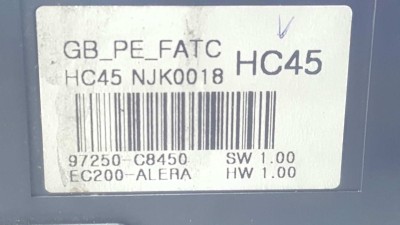 GB_PE_FATC
HC45 NJK0018 HC45
97250-C8450 SW 1.00
EC200-ALERA HW 1.00